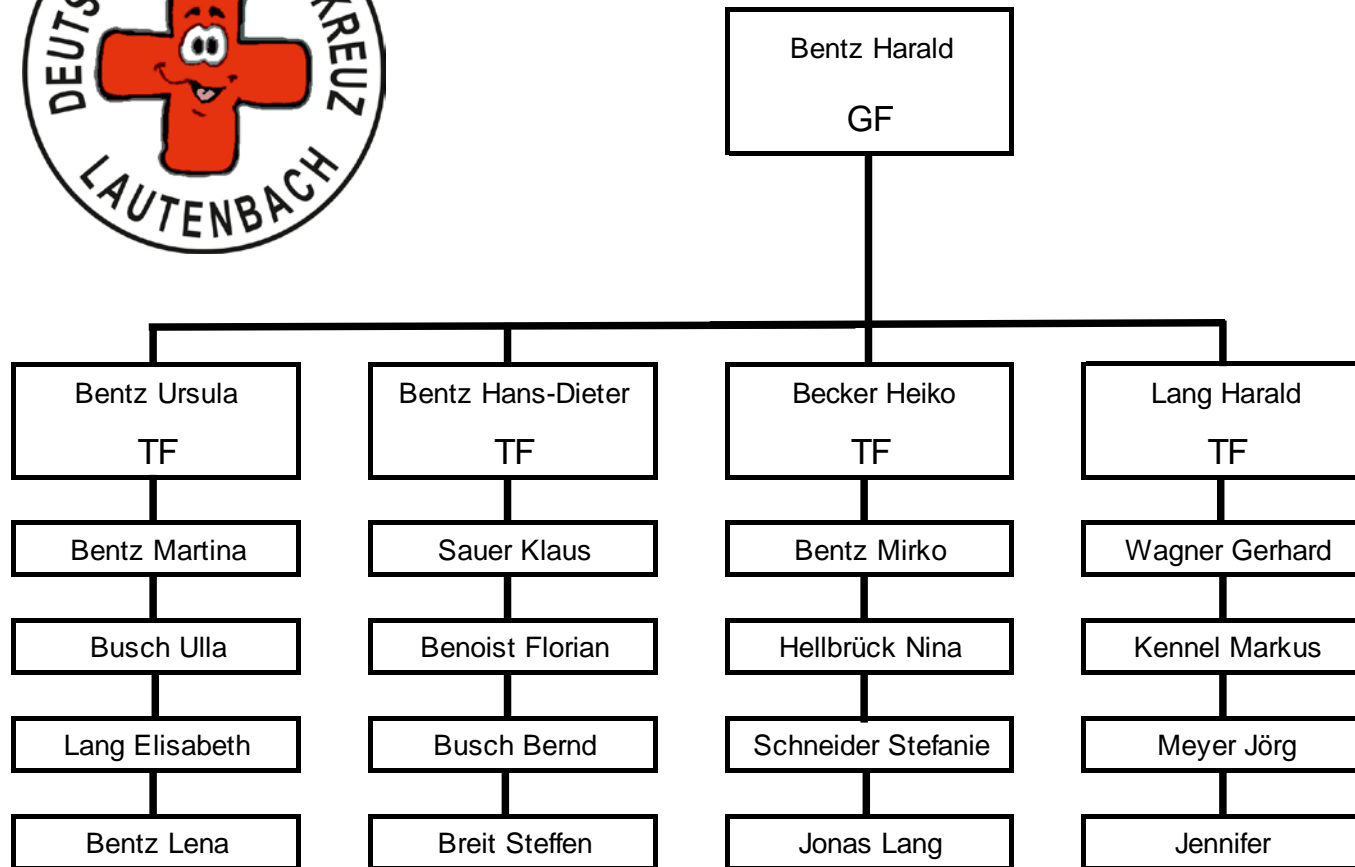 DEUTS KREUZ
LAUTENBACH
Bentz Harald
GF
Bentz Ursula
TF
Bentz Martina
Busch Ulla
Lang Elisabeth
Bentz Lena
Bentz Hans-Dieter
TF
Sauer Klaus
Benoist Florian
Busch Bernd
Breit Steffen
Becker Heiko
TF
Bentz Mirko
Hellbrück Nina
Schneider Stefanie
Jonas Lang
Lang Harald
TF
Wagner Gerhard
Kennel Markus
Meyer Jörg
Jennifer